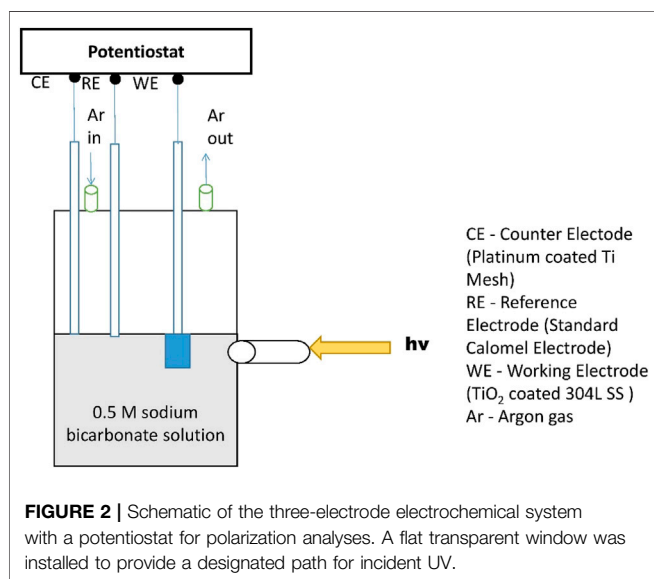 Potentiostat
CE RE WE
Ar
in
Ar
out
hv
0.5 M sodium
bicarbonate solution
CE - Counter Electode
(Platinum coated Ti
Mesh)
RE - Reference
Electrode (Standard
Calomel Electrode)
WE - Working Electrode
(TiO₂ coated 304L SS )
Ar - Argon gas
FIGURE 2 | Schematic of the three-electrode electrochemical system
with a potentiostat for polarization analyses. A flat transparent window was
installed to provide a designated path for incident UV.